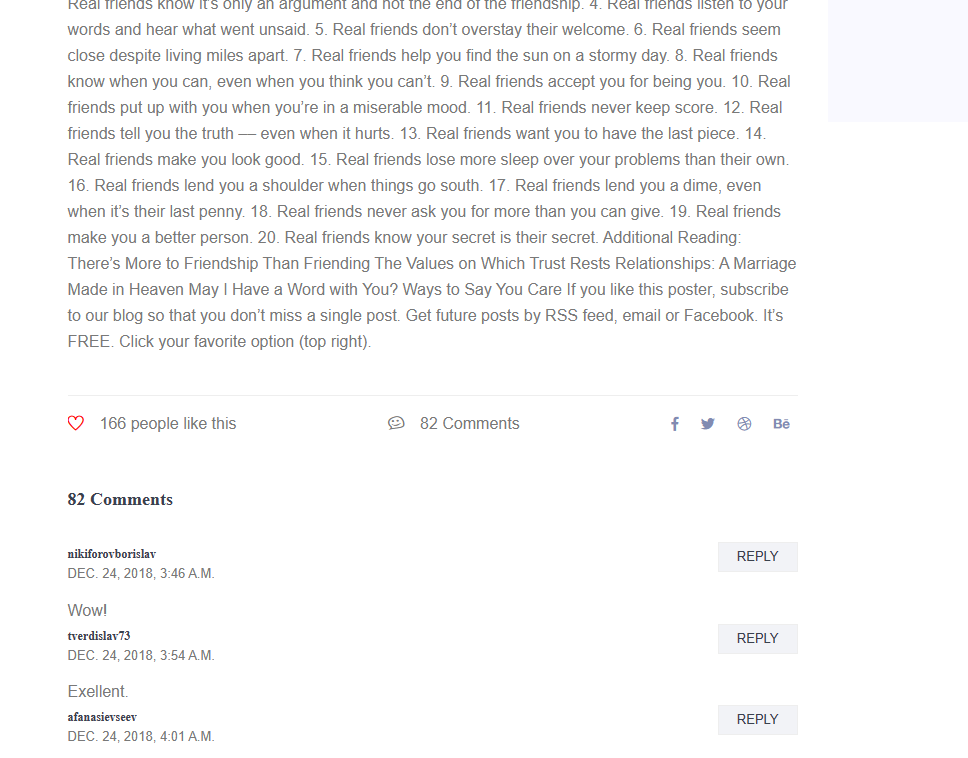 Real friends know it's only an argument and not the end of the friendship. 4. Real friends listen to your
words and hear what went unsaid. 5. Real friends don’t overstay their welcome. 6. Real friends seem
close despite living miles apart. 7. Real friends help you find the sun on a stormy day. 8. Real friends
know when you can, even when you think you can’t. 9. Real friends accept you for being you. 10. Real
friends put up with you when you’re in a miserable mood. 11. Real friends never keep score. 12. Real
friends tell you the truth — even when it hurts. 13. Real friends want you to have the last piece. 14.
Real friends make you look good. 15. Real friends lose more sleep over your problems than their own.
16. Real friends lend you a shoulder when things go south. 17. Real friends lend you a dime, even
when it’s their last penny. 18. Real friends never ask you for more than you can give. 19. Real friends
make you a better person. 20. Real friends know your secret is their secret. Additional Reading:
There’s More to Friendship Than Friending The Values on Which Trust Rests Relationships: A Marriage
Made in Heaven May I Have a Word with You? Ways to Say You Care If you like this poster, subscribe
to our blog so that you don’t miss a single post. Get future posts by RSS feed, email or Facebook. It’s
FREE. Click your favorite option (top right).
166 people like this
82 Comments
Bē
82 Comments
nikiforovborislav
REPLY
DEC. 24, 2018, 3:46 A.M.
Wow!
tverdislav73
REPLY
DEC. 24, 2018, 3:54 A.M.
Exellent.
afanasievseev
REPLY
DEC. 24, 2018, 4:01 A.M.